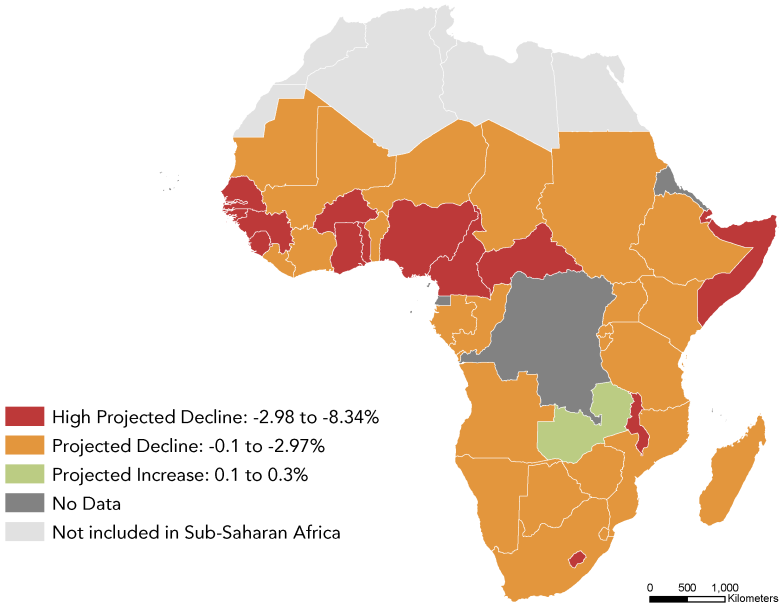 High Projected Decline: -2.98 to -8.34%
Projected Decline: -0.1 to -2.97%
Projected Increase: 0.1 to 0.3%
No Data
Not included in Sub-Saharan Africa
0 500 1,000
Kilometers